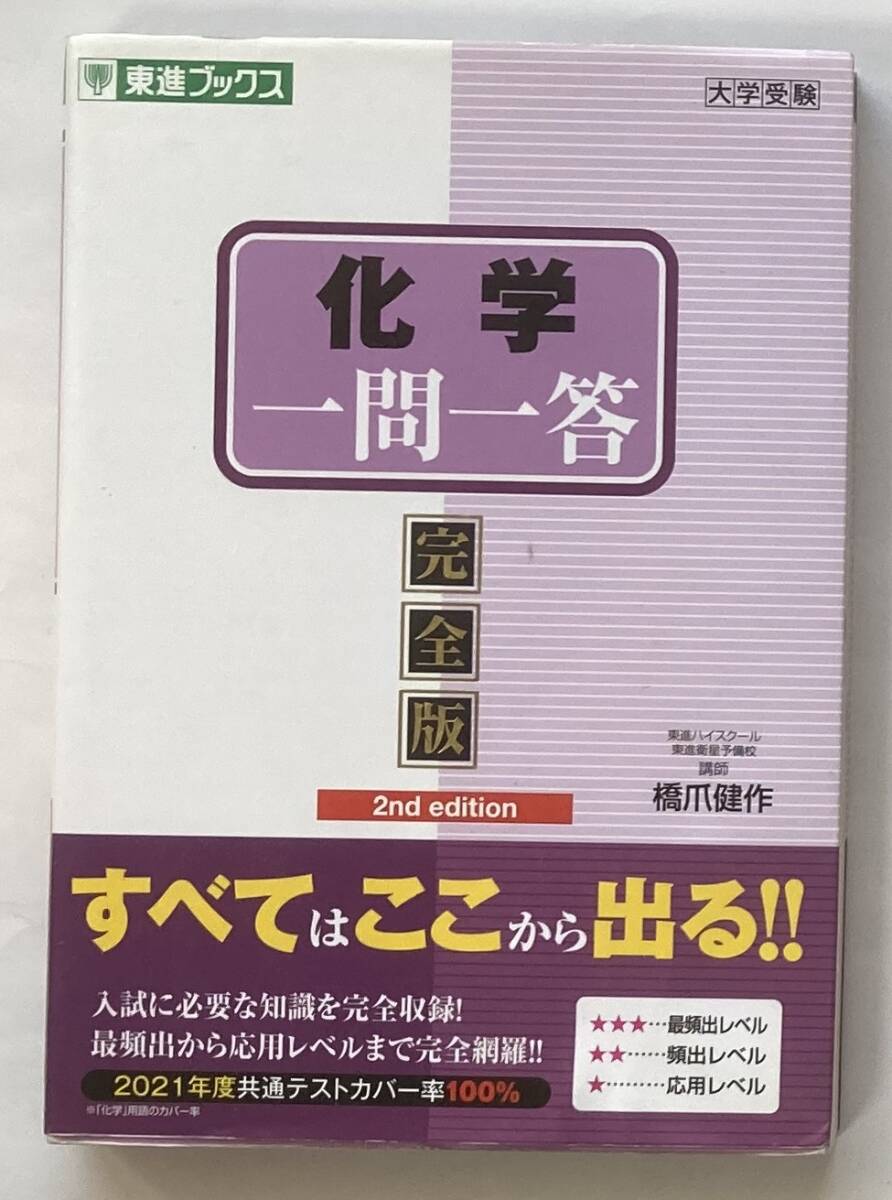 東進ブックス
大学受験
化学
一問一答
完
全
版
東進ハイスクール
東進衛星予備校
講師
橋爪健作
2nd edition
すべてはここから出る!!
入試に必要な知識を完全収録!
最頻出から応用レベルまで完全網羅!!
2021年度共通テストカバー率100%
※「化学」用語のカバー率
★★★…最頻出レベル
★★……頻出レベル
★………応用レベル